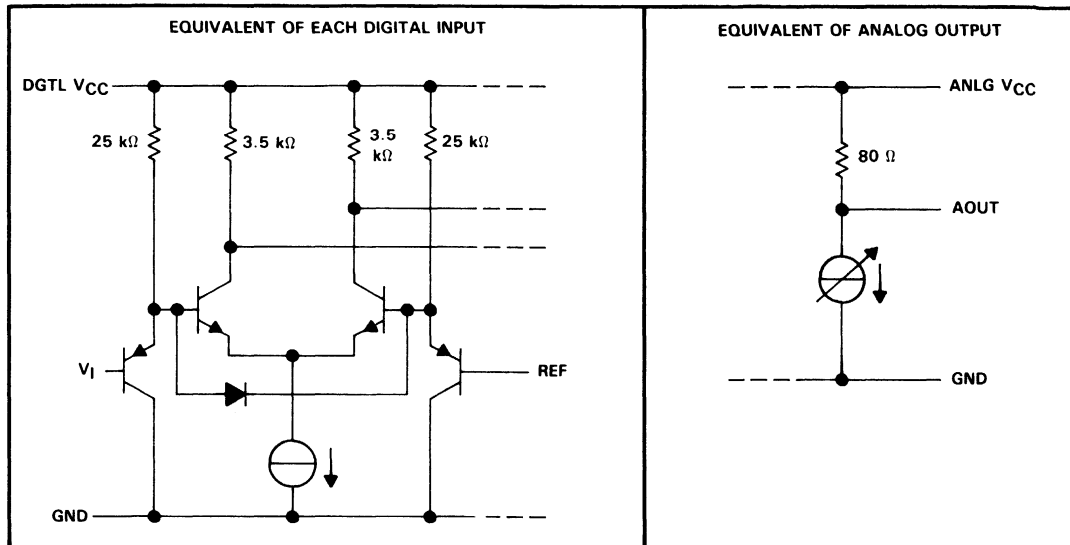 EQUIVALENT OF EACH DIGITAL INPUT
DGTL VCC
25 kΩ
3.5 kΩ
3.5
kΩ
25 kΩ
VI
REF
GND
EQUIVALENT OF ANALOG OUTPUT
ANLG VCC
80 Ω
AOUT
GND